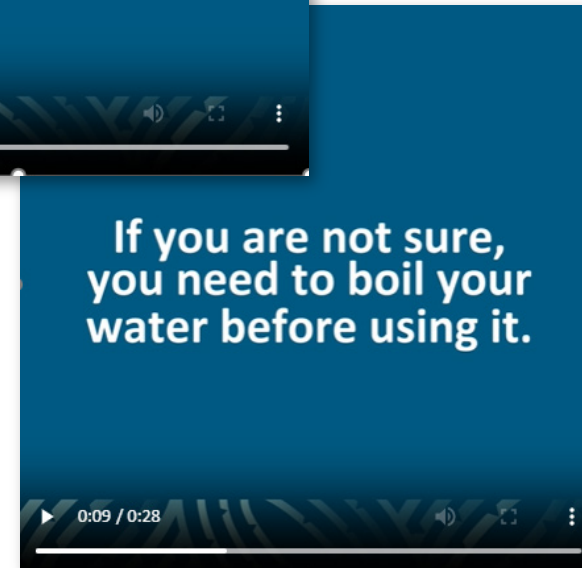 If you are not sure,
you need to boil your
water before using it.
0:09 / 0:28